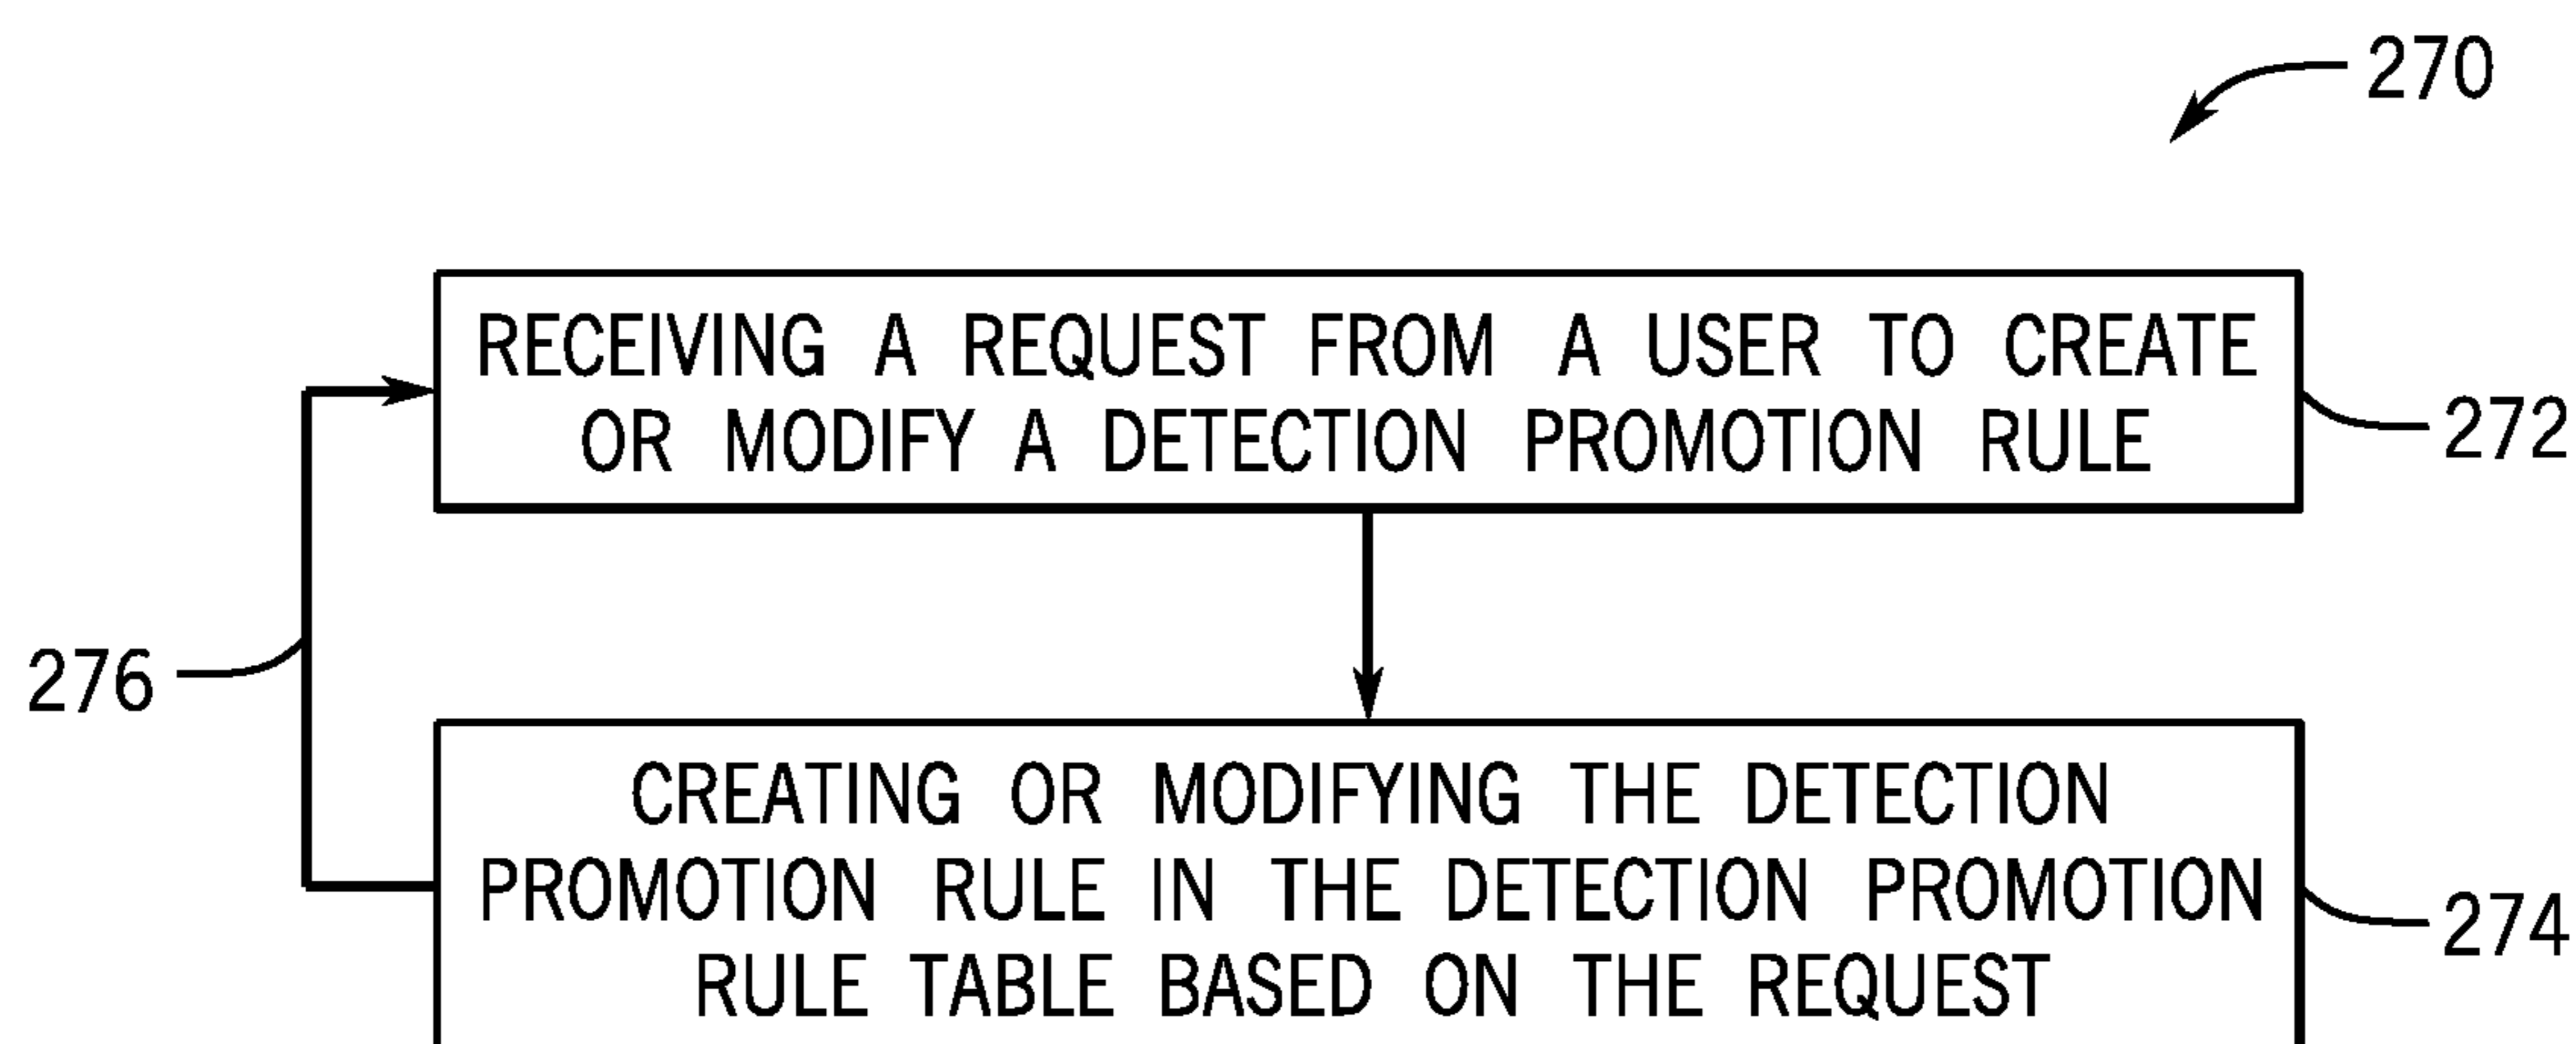 270
RECEIVING A REQUEST FROM A USER TO CREATE
OR MODIFY A DETECTION PROMOTION RULE
272
276
CREATING OR MODIFYING THE DETECTION
PROMOTION RULE IN THE DETECTION PROMOTION
RULE TABLE BASED ON THE REQUEST
274